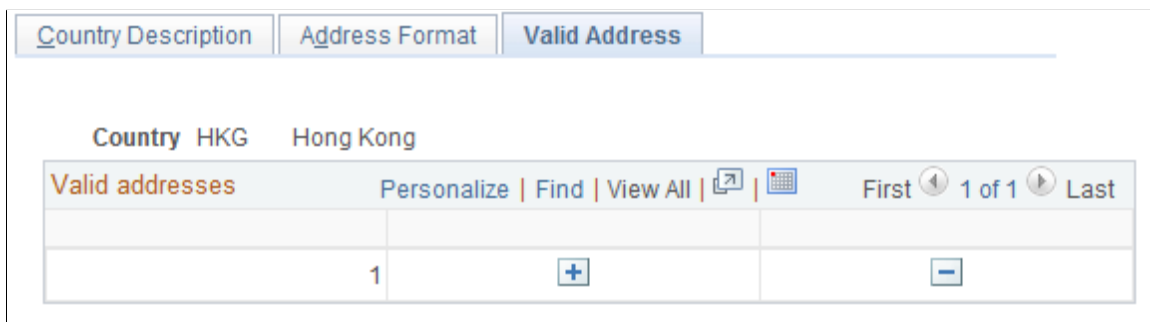 Country Description Address Format Valid Address
Country HKG Hong Kong
Valid addresses Personalize | Find | View All | | First 1 of 1 Last
1